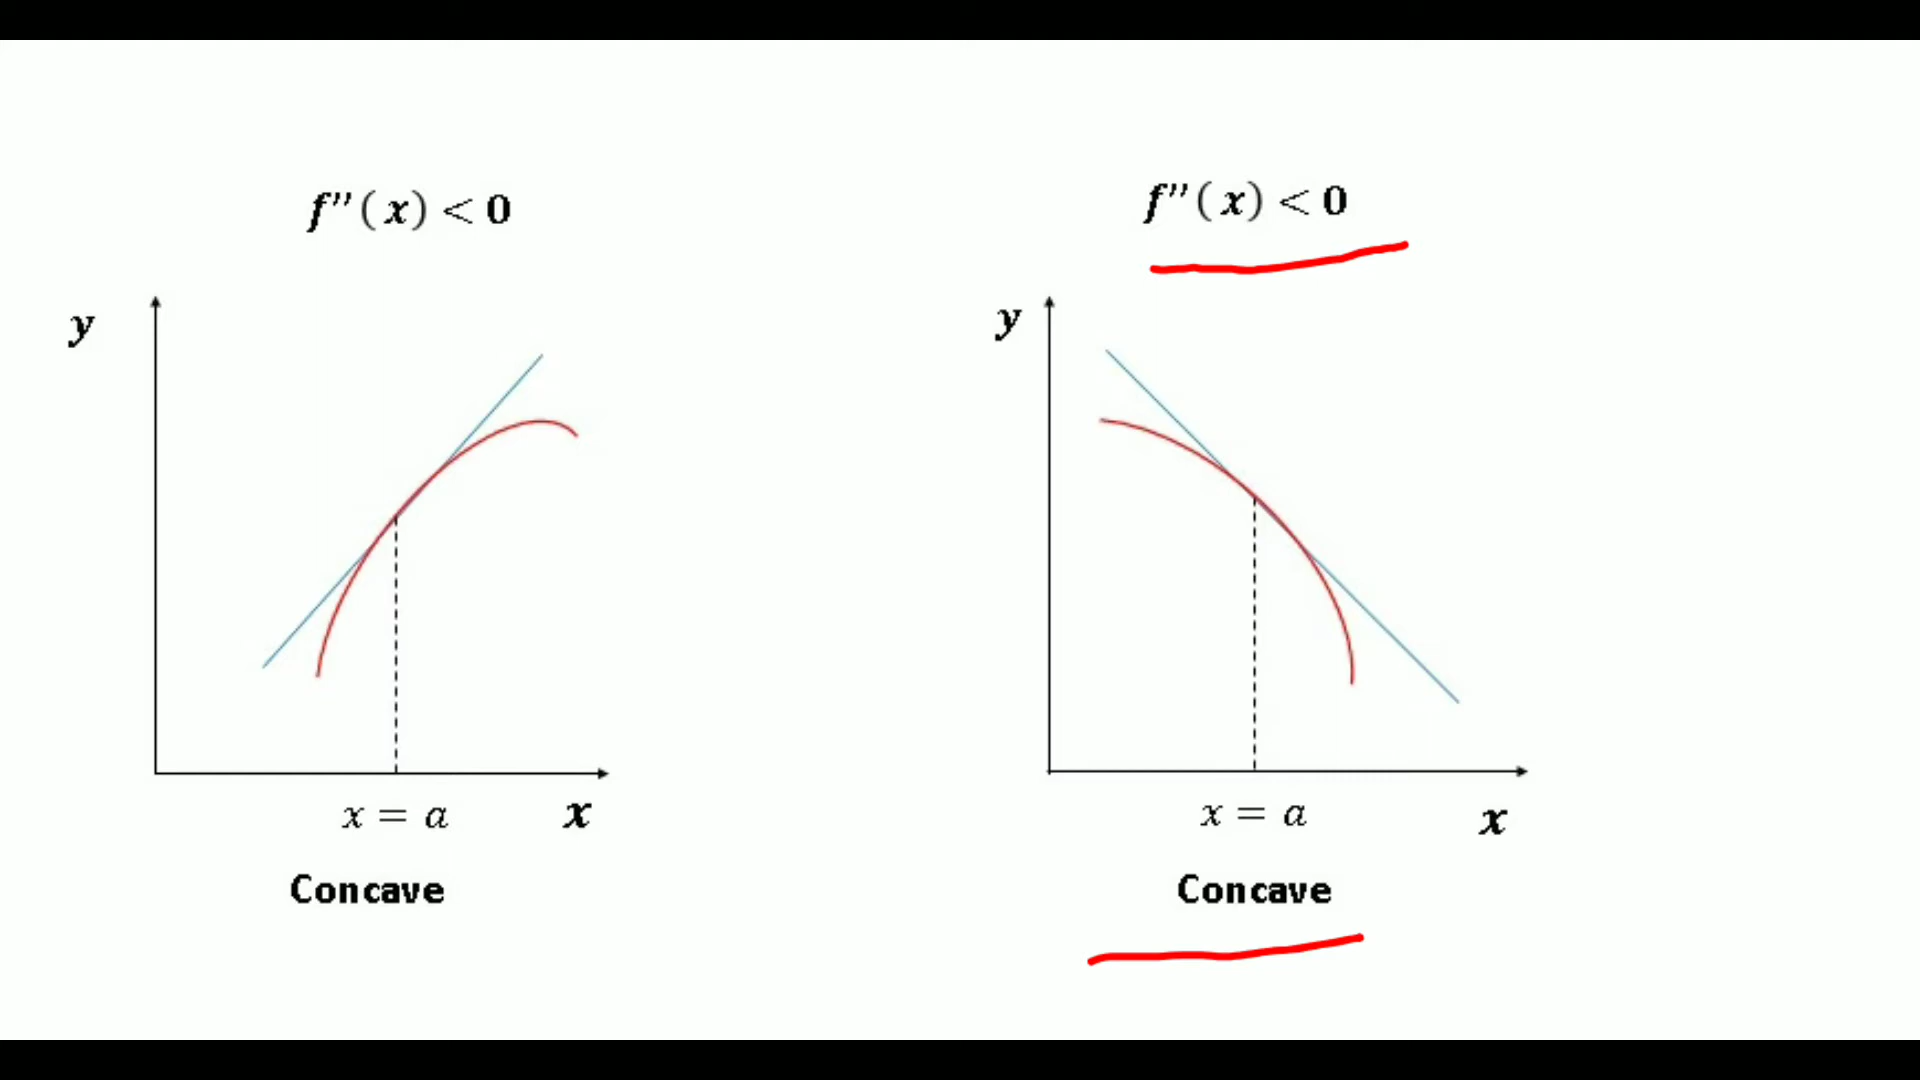 f''(x) < 0
y
x = a
x
Concave
f''(x) < 0
y
x = a
x
Concave